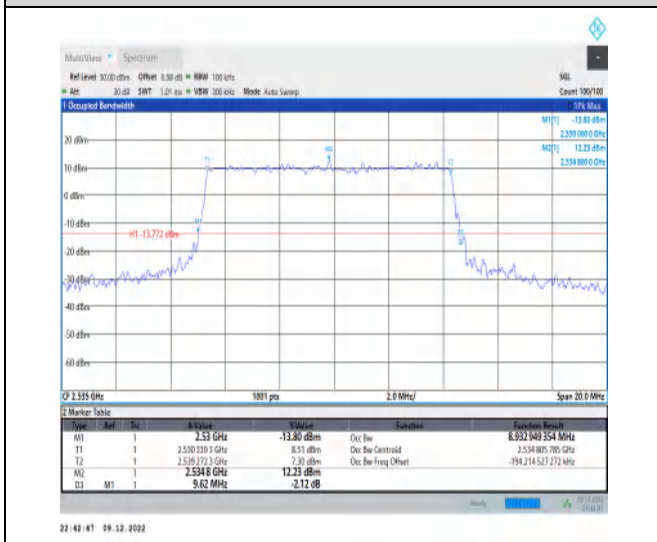 MultiView Spectrum
Ref Level 30.00 dBm Offset 8.98 dB RBW 100 kHz SGL
Att 30 dB SWT 1.01 ms VBW 300 kHz Mode Auto Sweep Count 100/100
1 Occupied Bandwidth 1Pk Max
M1[1] -13.80 dBm
2.530 000 0 GHz
M2[1] 12.23 dBm
2.534 800 0 GHz
20 dBm
M2
T1 T2
10 dBm
0 dBm
-10 dBm
M1
H1 -13.772 dBm
-20 dBm
-30 dBm
-40 dBm
-50 dBm
-60 dBm
CF 2.535 GHz 1001 pts 2.0 MHz/ Span 20.0 MHz
2 Marker Table
Type Ref Trc X-Value Y-Value Function Function Result
M1 1 2.53 GHz -13.80 dBm Occ Bw 8.932 949 354 MHz
T1 1 2.530 339 3 GHz 8.51 dBm Occ Bw Centroid 2.534 805 785 GHz
T2 1 2.539 272 3 GHz 7.30 dBm Occ Bw Freq Offset -194.214 527 272 kHz
M2 1 2.534 8 GHz 12.23 dBm
D3 M1 1 9.62 MHz -2.12 dB
Ready
22:42:47 09.12.2022